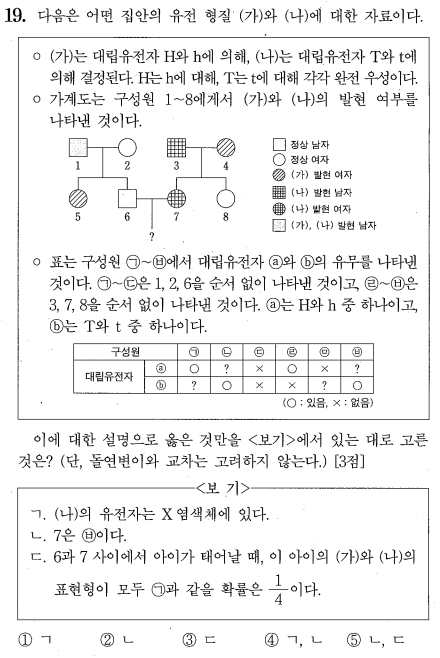 19. 다음은 어떤 집안의 유전 형질 (가)와 (나)에 대한 자료이다.
○ (가)는 대립유전자 H와 h에 의해, (나)는 대립유전자 T와 t에
의해 결정된다. H는 h에 대해, T는 t에 대해 각각 완전 우성이다.
○ 가계도는 구성원 1~8에게서 (가)와 (나)의 발현 여부를
나타낸 것이다.
1 2 3 4
5 6 7 8
?
정상 남자
정상 여자
(가) 발현 여자
(나) 발현 남자
(나) 발현 여자
(가), (나) 발현 남자
○ 표는 구성원 ㉠~㉥에서 대립유전자 ⓐ와 ⓑ의 유무를 나타낸
것이다. ㉠~㉢은 1, 2, 6을 순서 없이 나타낸 것이고, ㉣~㉥은
3, 7, 8을 순서 없이 나타낸 것이다. ⓐ는 H와 h 중 하나이고,
ⓑ는 T와 t 중 하나이다.
구성원 ㉠ ㉡ ㉢ ㉣ ㉤ ㉥
대립유전자 ⓐ ○ ? × ○ × ?
ⓑ ? ○ × × ? ○
(○: 있음, ×: 없음)
이에 대한 설명으로 옳은 것만을 <보기>에서 있는 대로 고른
것은? (단, 돌연변이와 교차는 고려하지 않는다.) [3점]
<보 기>
ㄱ. (나)의 유전자는 X 염색체에 있다.
ㄴ. 7은 ㉥이다.
ㄷ. 6과 7 사이에서 아이가 태어날 때, 이 아이의 (가)와 (나)의
표현형이 모두 ㉠과 같을 확률은 1/4이다.
① ㄱ ② ㄴ ③ ㄷ ④ ㄱ, ㄴ ⑤ ㄴ, ㄷ